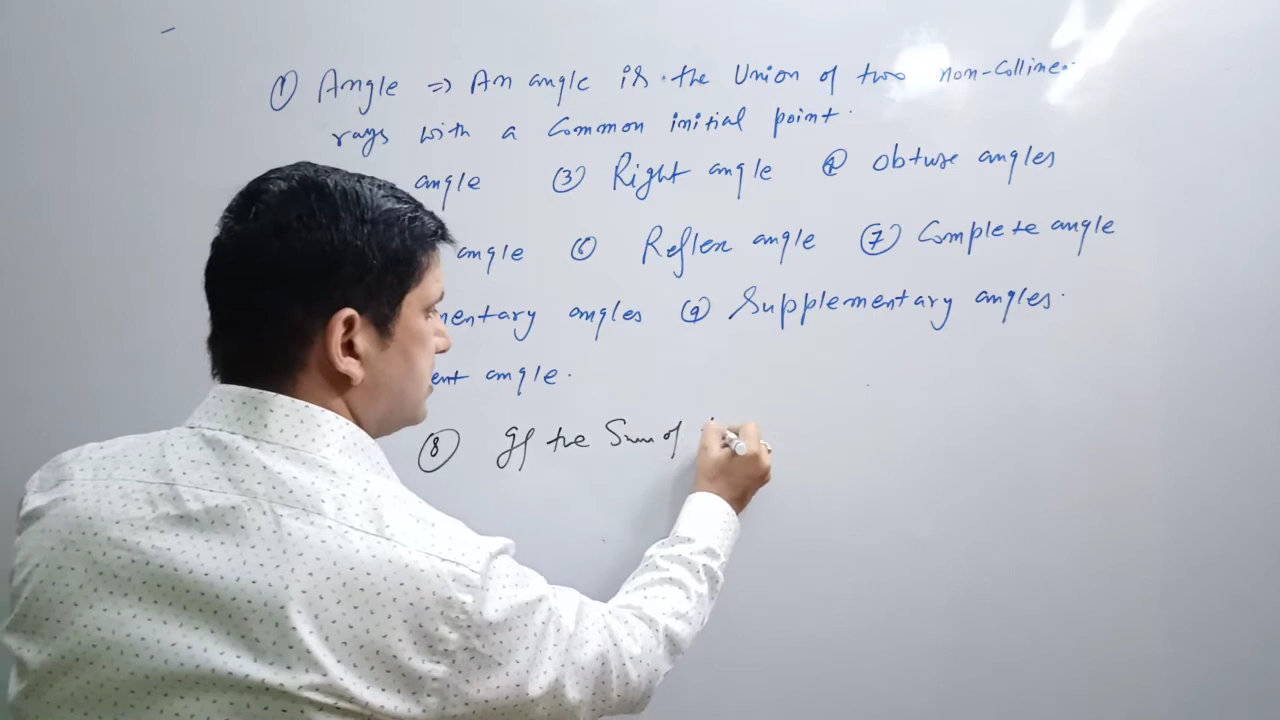 ① Angle => An angle is the Union of two non-Colline
rays with a Common initial point.
angle ③ Right angle ④ Obtuse angles
angle ⑥ Reflex angle ⑦ Complete angle
mentary angles ⑨ Supplementary angles.
ent angle.
⑧ If the Sum of